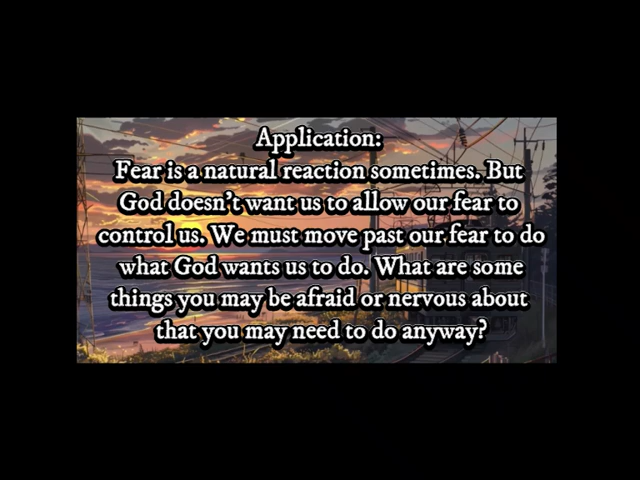 Application:
Fear is a natural reaction sometimes. But
God doesn't want us to allow our fear to
control us. We must move past our fear to do
what God wants us to do. What are some
things you may be afraid or nervous about
that you may need to do anyway?